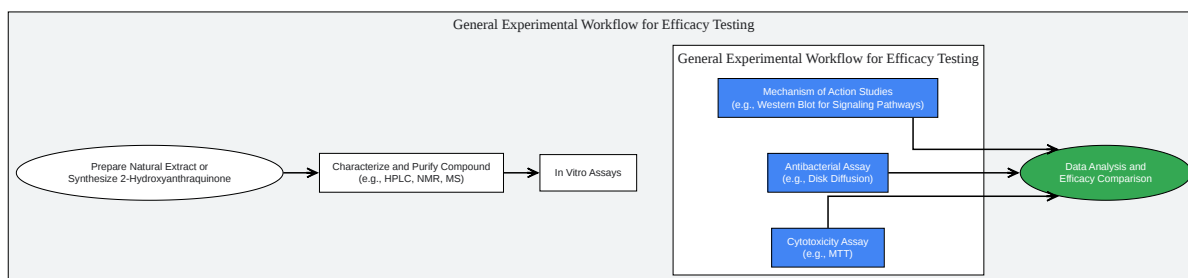 General Experimental Workflow for Efficacy Testing
General Experimental Workflow for Efficacy Testing
Mechanism of Action Studies
(e.g., Western Blot for Signaling Pathways)
Prepare Natural Extract or
Synthesize 2-Hydroxyanthraquinone
Characterize and Purify Compound
(e.g., HPLC, NMR, MS)
In Vitro Assays
Antibacterial Assay
(e.g., Disk Diffusion)
Data Analysis and
Efficacy Comparison
Cytotoxicity Assay
(e.g., MTT)